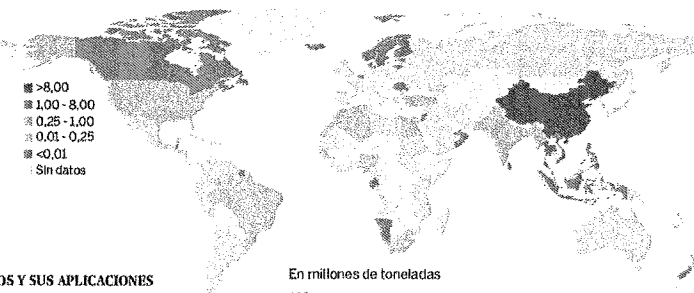 >8,00
1,00 - 8,00
0,25 - 1,00
0,01 - 0,25
<0,01
Sin datos
OS Y SUS APLICACIONES
En millones de toneladas